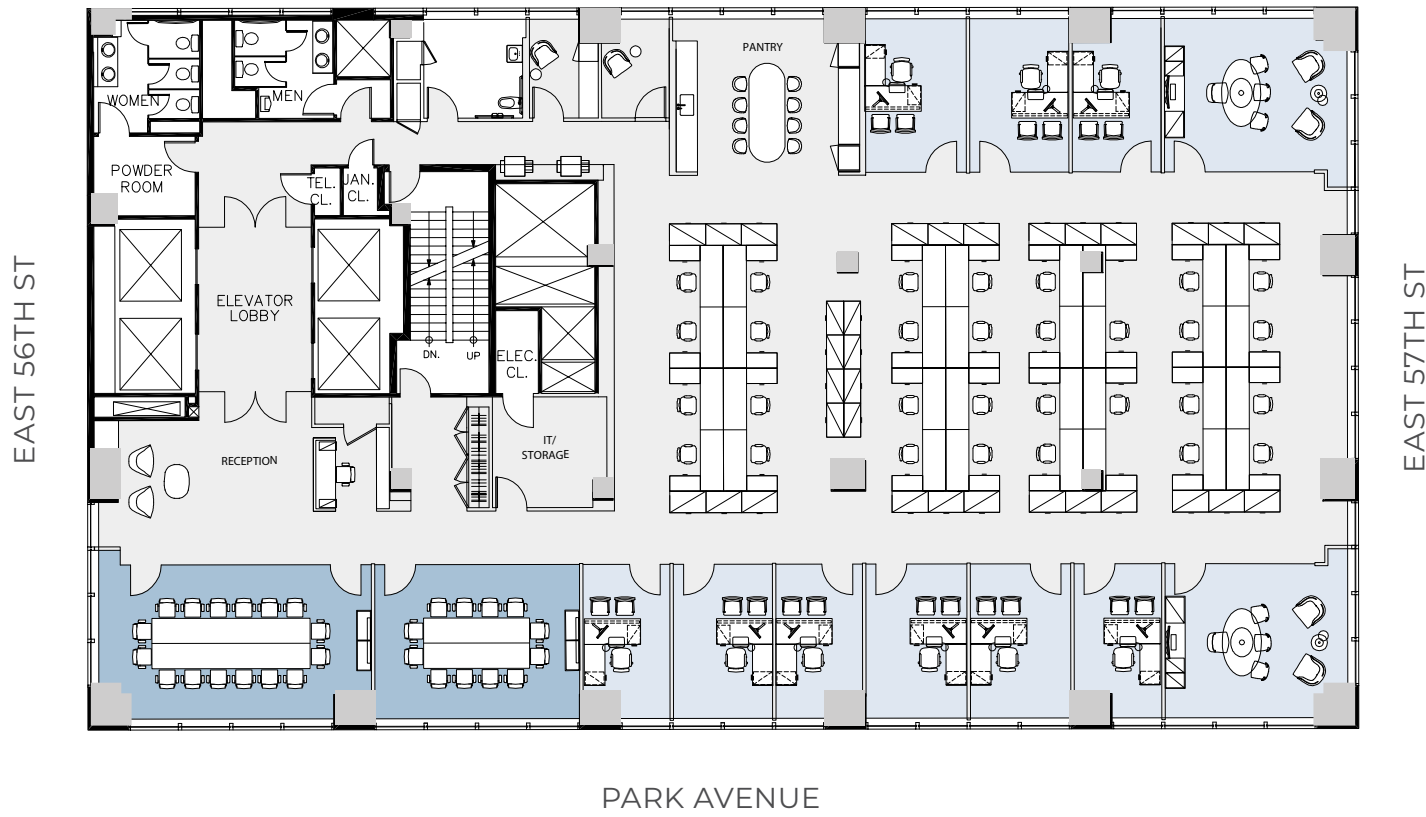 PANTRY
WOMEN
MEN
POWDER
ROOM
TEL.
CL.
JAN.
CL.
EAST 56TH ST
ELEVATOR
LOBBY
EAST 57TH ST
DN.
UP
ELEC.
CL.
RECEPTION
IT/
STORAGE
PARK AVENUE